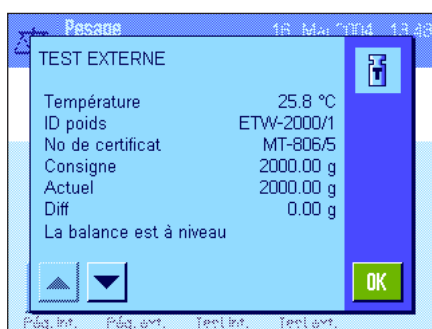 Pesage 16. Mai 2004 13:48
TEST EXTERNE
Température 25.8 °C
ID poids ETW-2000/1
No de certificat MT-806/5
Consigne 2000.00 g
Actuel 2000.00 g
Diff 0.00 g
La balance est à niveau
T
OK
Rég. int. Rég. ext. Test int. Test ext.